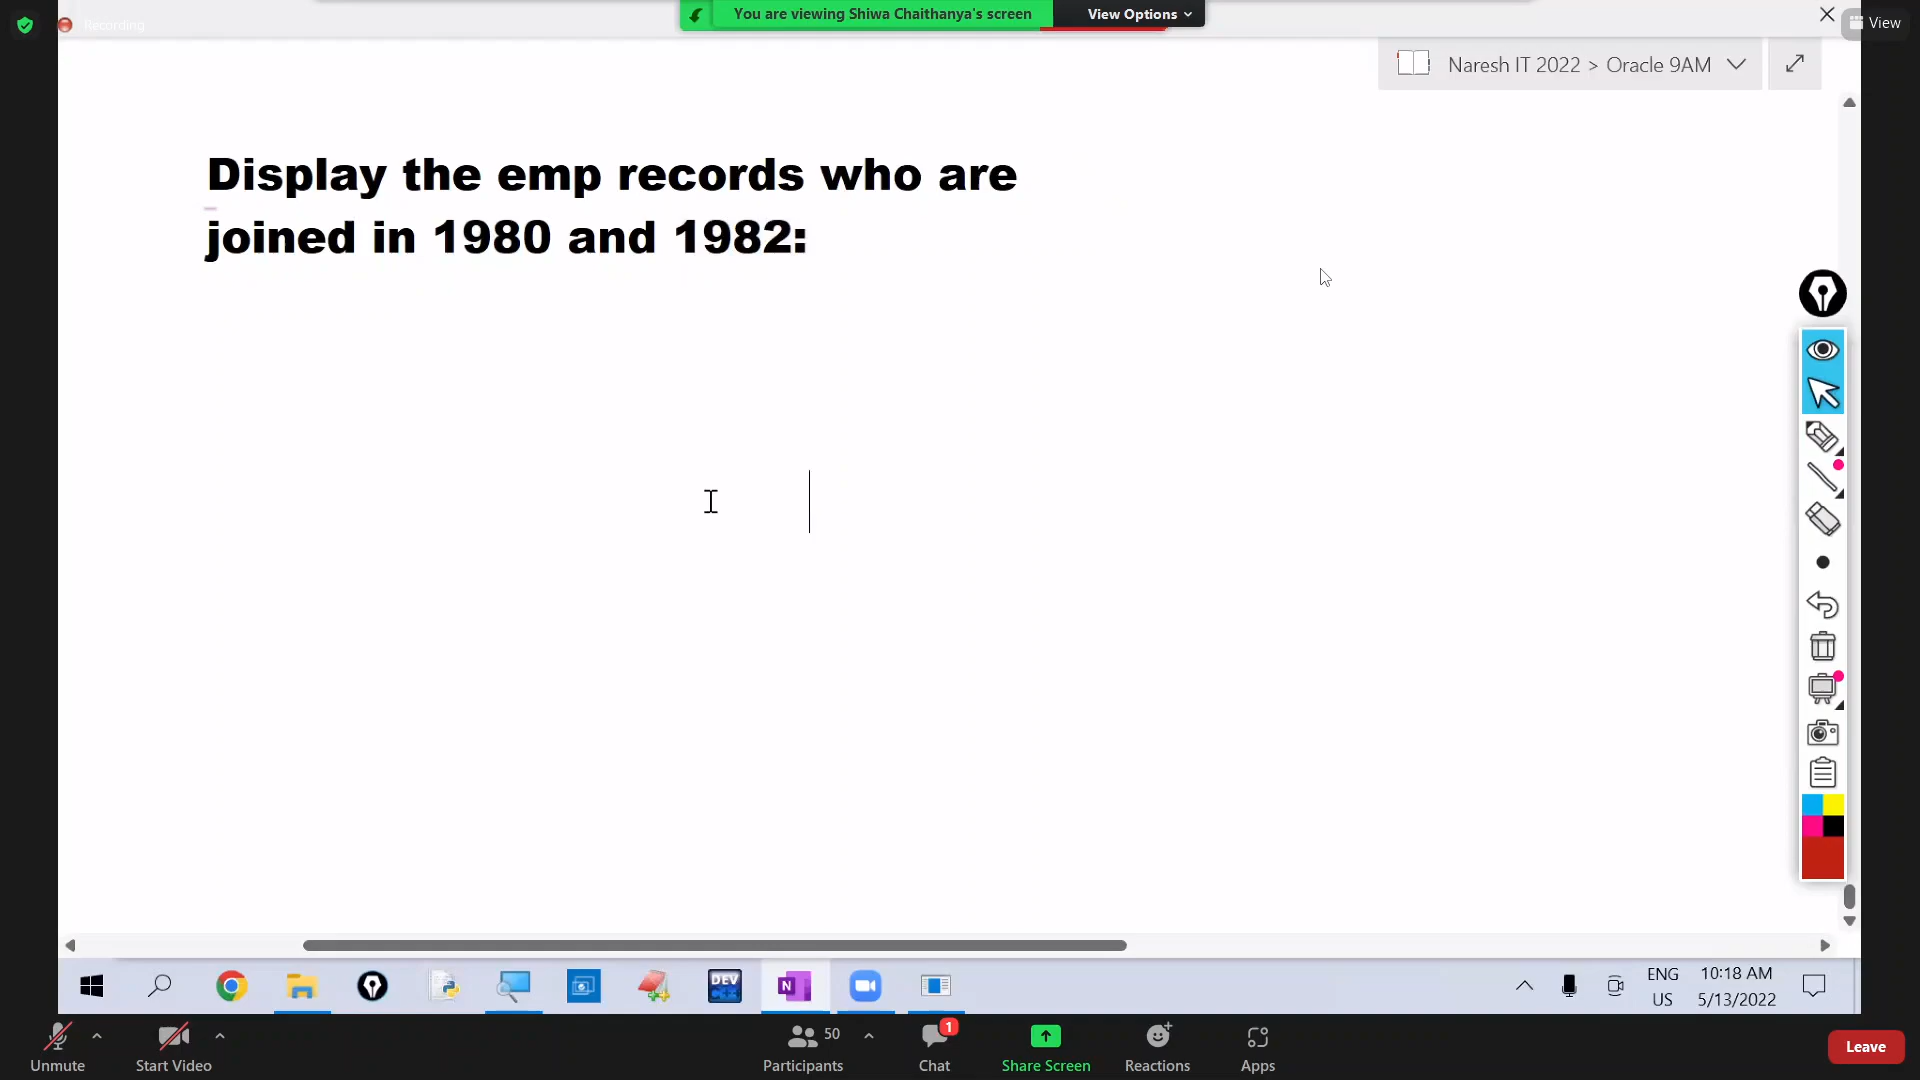 Recording
You are viewing Shiwa Chaithanya's screen
View Options
View
Naresh IT 2022 > Oracle 9AM
Display the emp records who are
joined in 1980 and 1982:
DEV
C++
N
ENG
US
10:18 AM
5/13/2022
Unmute
Start Video
50
Participants
1
Chat
Share Screen
Reactions
Apps
Leave